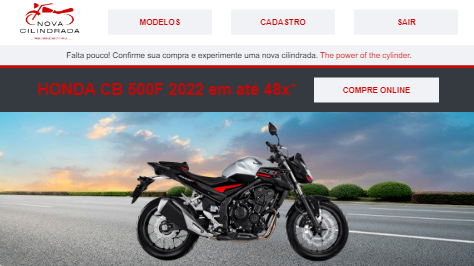 NOVA
CILINDRADA
MODELOS
CADASTRO
SAIR
Falta pouco! Confirme sua compra e experimente uma nova cilindrada. The power of the cylinder.
HONDA CB 500F 2022 em até 48x*
COMPRE ONLINE